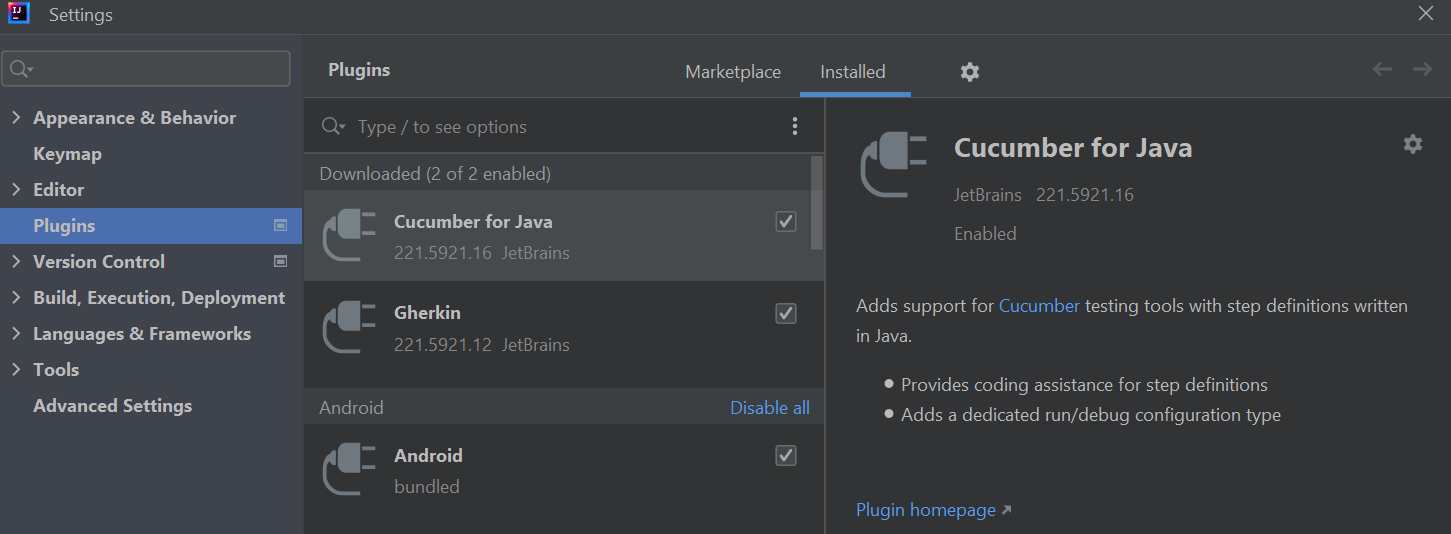 IJ
Settings
Appearance & Behavior
Keymap
Editor
Plugins
Version Control
Build, Execution, Deployment
Languages & Frameworks
Tools
Advanced Settings
Plugins
Marketplace
Installed
Type / to see options
Downloaded (2 of 2 enabled)
Cucumber for Java
221.5921.16 JetBrains
Gherkin
221.5921.12 JetBrains
Android
Disable all
Android
bundled
Cucumber for Java
JetBrains 221.5921.16
Enabled
Adds support for Cucumber testing tools with step definitions written
in Java.
Provides coding assistance for step definitions
Adds a dedicated run/debug configuration type
Plugin homepage